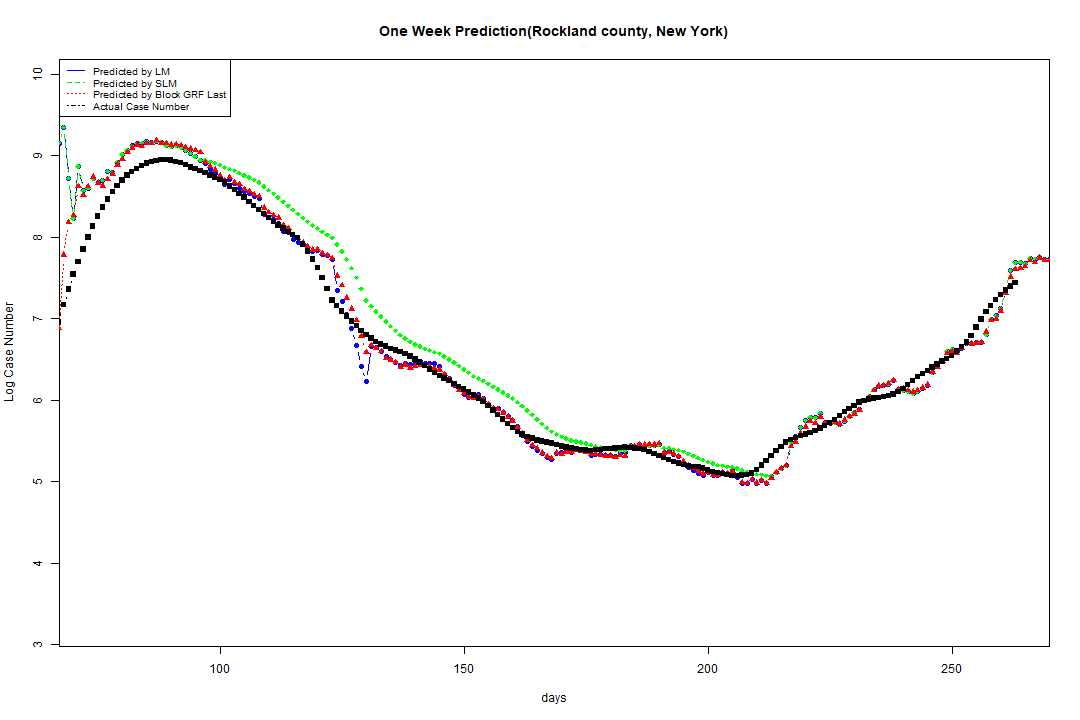 One Week Prediction(Rockland county, New York)
Predicted by LM
Predicted by SLM
Predicted by Block GRF Last
Actual Case Number
10
9
8
7
6
5
4
3
Log Case Number
100 150 200 250
days